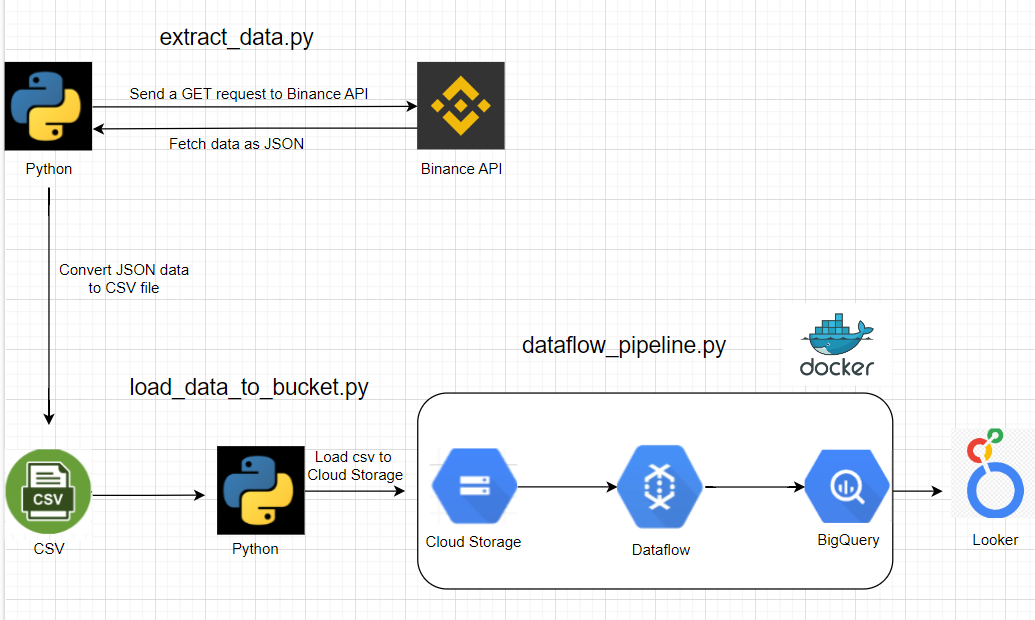 extract_data.py
Send a GET request to Binance API
Fetch data as JSON
Python
Binance API
Convert JSON data
to CSV file
dataflow_pipeline.py
docker
load_data_to_bucket.py
Load csv to
Cloud Storage
CSV
CSV
Python
Cloud Storage
Dataflow
BigQuery
Looker